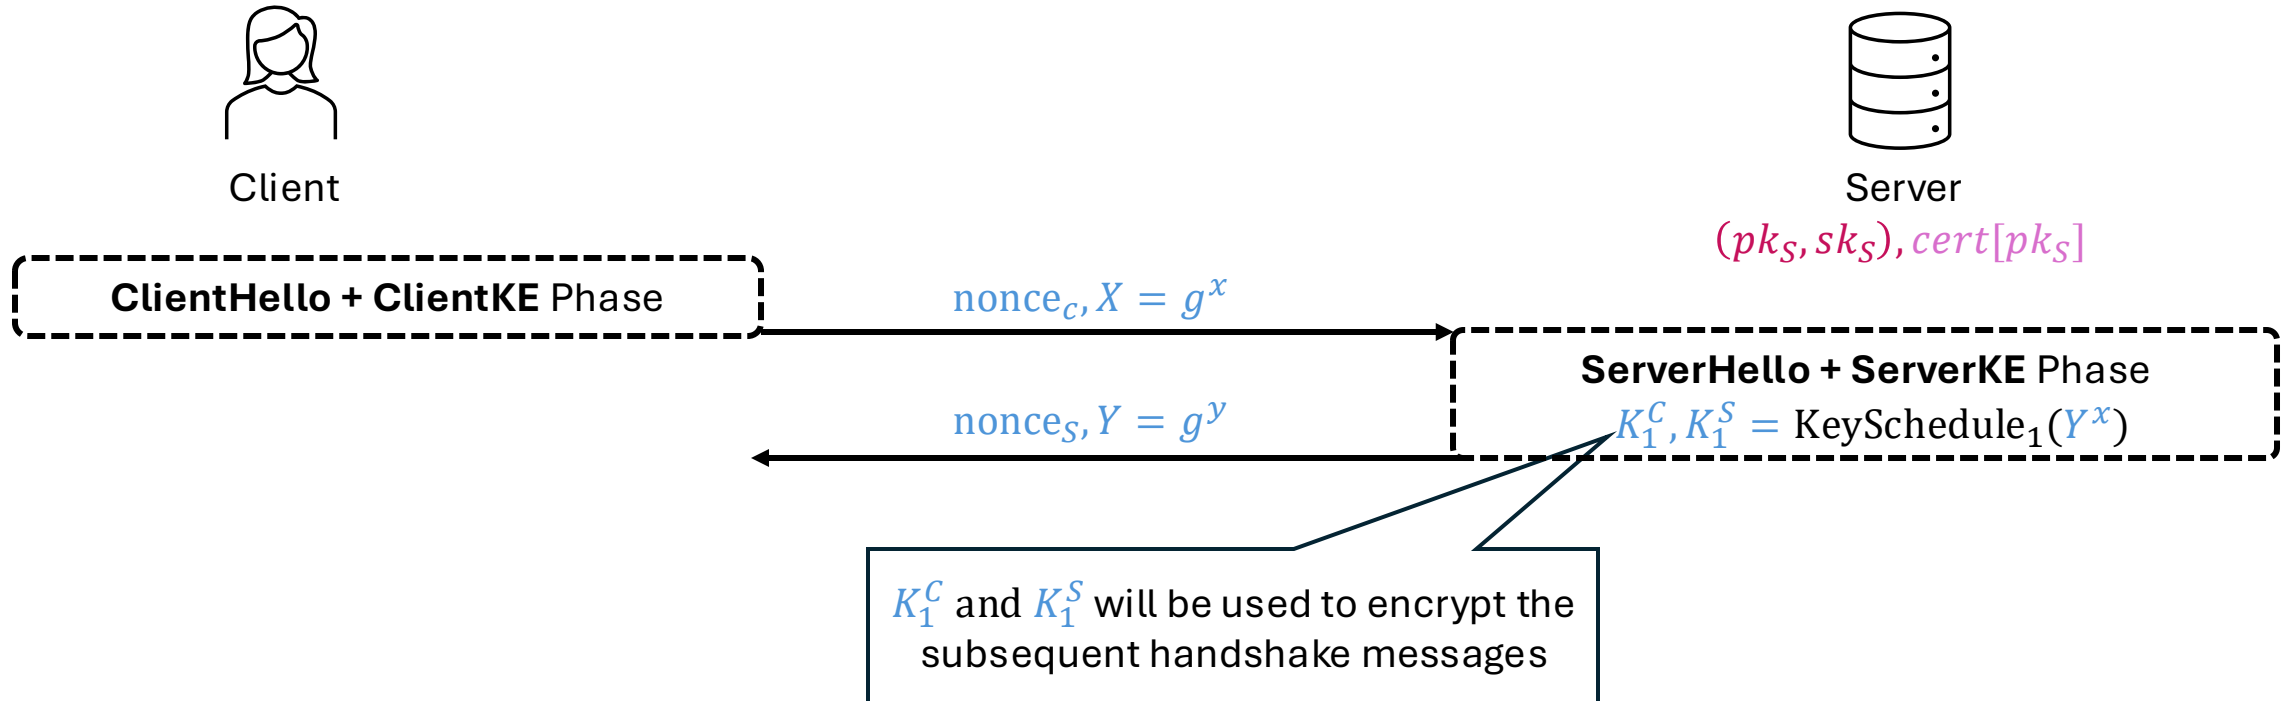 Client
Server
(pk_S, sk_S), cert[pk_S]
ClientHello + ClientKE Phase
nonce_c, X = g^x
ServerHello + ServerKE Phase
K_1^C, K_1^S = KeySchedule_1(Y^x)
nonce_S, Y = g^y
K_1^C and K_1^S will be used to encrypt the
subsequent handshake messages